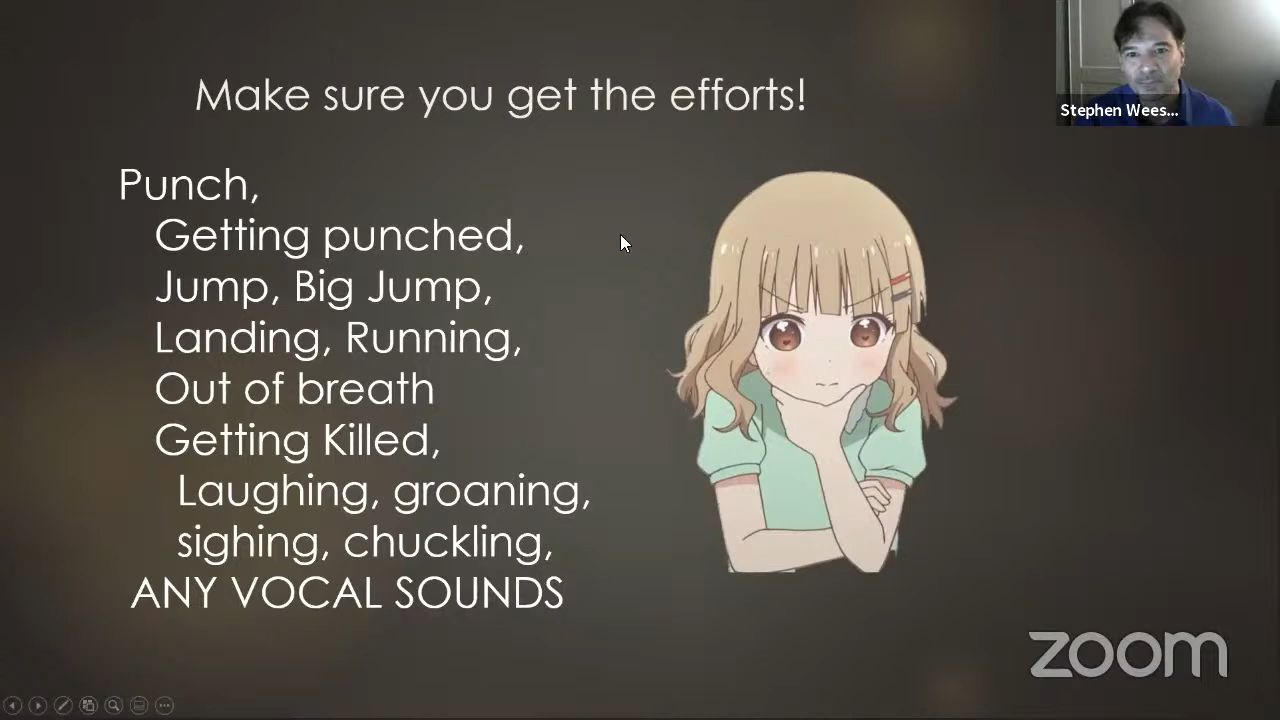 Make sure you get the efforts!
Stephen Wees...
Punch,
Getting punched,
Jump, Big Jump,
Landing, Running,
Out of breath
Getting Killed,
Laughing, groaning,
sighing, chuckling,
ANY VOCAL SOUNDS
zoom